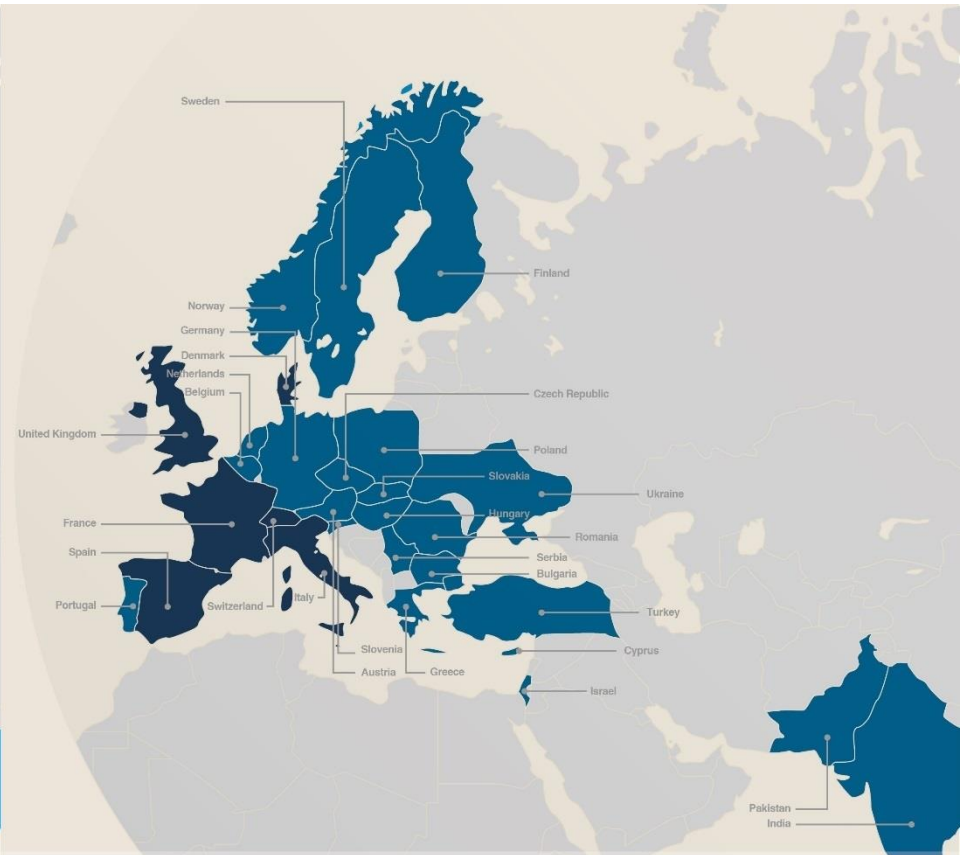 Sweden
Finland
Norway
Germany
Denmark
Netherlands
Belgium
Czech Republic
United Kingdom
Poland
Slovakia
Ukraine
Hungary
France
Romania
Spain
Serbia
Bulgaria
Portugal
Switzerland
Italy
Turkey
Slovenia
Cyprus
Austria
Greece
Israel
Pakistan
India